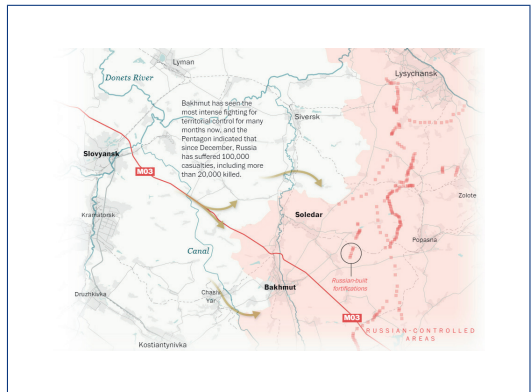 Lyman
Donets River
Lysychansk
Bakhmut has seen the
most intense fighting for
territorial control for many
months now, and the
Pentagon indicated that
since December, Russia
has suffered 100,000
casualties, including more
than 20,000 killed.
Siversk
Slovyansk
M03
Zolote
Kramatorsk
Soledar
Popasna
Canal
Russian-built
fortifications
Bakhmut
Chasiv
Yar
Druzhkivka
M03
RUSSIAN-CONTROLLED
AREAS
Kostiantynivka